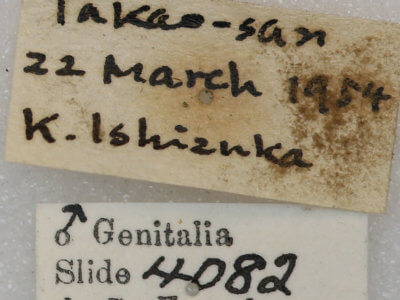 Takao-san
22 March 1954
K. Ishizuka
♂ Genitalia
Slide 4082